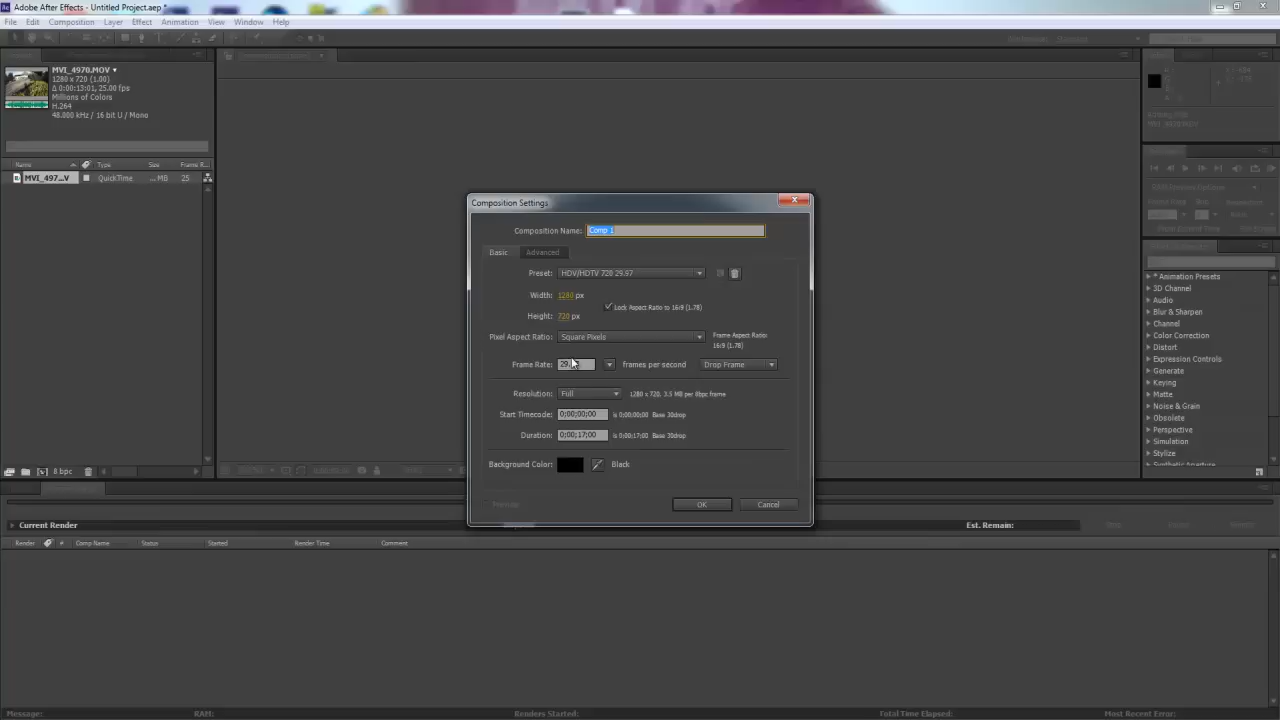 Adobe After Effects - Untitled Project.aep *
File Edit Composition Layer Effect Animation View Window Help
MVI_4970.MOV
1280 x 720 (1.00)
Δ 0:00:13:01, 25.00 fps
Millions of Colors
H.264
48.000 kHz / 16 bit U / Mono
Name Type Size Frame R...
MVI_497...V QuickTime ... MB 25
8 bpc
Composition Settings
Composition Name: Comp 1
Basic Advanced
Preset: HDV/HDTV 720 29.97
Width: 1280 px
Lock Aspect Ratio to 16:9 (1.78)
Height: 720 px
Pixel Aspect Ratio: Square Pixels
Frame Aspect Ratio:
16:9 (1.78)
Frame Rate: 29, frames per second Drop Frame
Resolution: Full 1280 x 720, 3.5 MB per 8bpc frame
Start Timecode: 0;00;00;00 is 0;00;00;00 Base 30drop
Duration: 0;00;17;00 is 0;00;17;00 Base 30drop
Background Color: Black
Preview
OK Cancel
* Animation Presets
3D Channel
Audio
Blur & Sharpen
Channel
Color Correction
Distort
Expression Controls
Generate
Keying
Matte
Noise & Grain
Obsolete
Perspective
Simulation
Stylize
Synthetic Aperture
Current Render
Est. Remain:
Render # Comp Name Status Started Render Time Comment
Message: RAM: Renders Started: Total Time Elapsed: Most Recent Error: